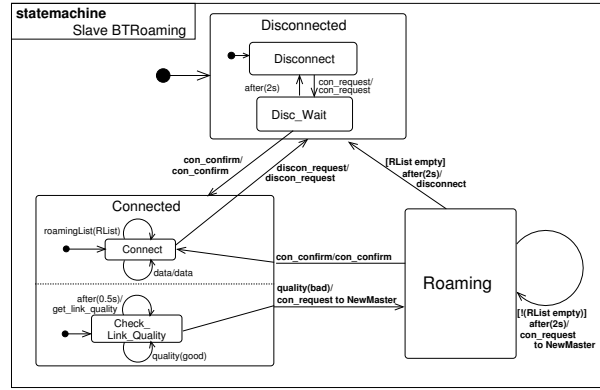 statemachine
Slave BTRoaming
Disconnected
Disconnect
after(2s)
con_request/
con_request
Disc_Wait
con_confirm/
con_confirm
discon_request/
discon_request
[RList empty]
after(2s)/
disconnect
Connected
roamingList(RList)
Connect
data/data
con_confirm/con_confirm
Roaming
after(0.5s)/
get_link_quality
Check_
Link_Quality
quality(good)
quality(bad)/
con_request to NewMaster
[!(RList empty)]
after(2s)/
con_request
to NewMaster